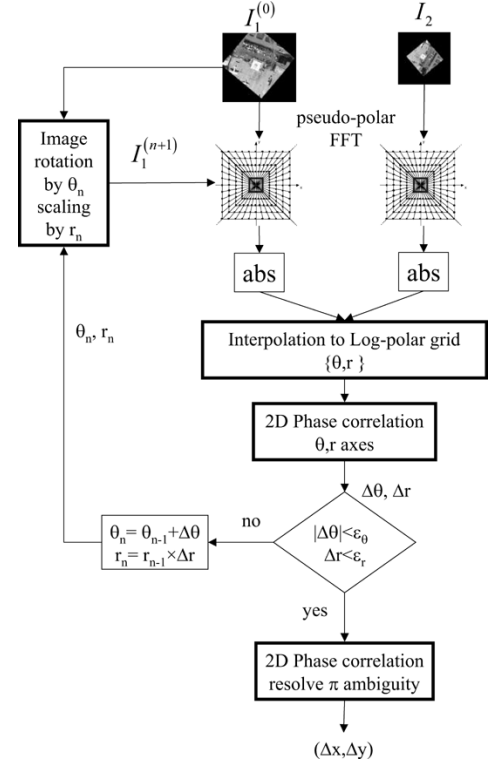 I₁⁽⁰⁾
I₂
pseudo-polar
FFT
Image
rotation
by θₙ
scaling
by rₙ
I₁⁽ⁿ⁺¹⁾
abs
abs
θₙ, rₙ
Interpolation to Log-polar grid
{θ,r }
2D Phase correlation
θ,r axes
Δθ, Δr
no
θₙ= θₙ₋₁+Δθ
rₙ= rₙ₋₁×Δr
|Δθ|<ε_θ
Δr<εᵣ
yes
2D Phase correlation
resolve π ambiguity
(Δx,Δy)